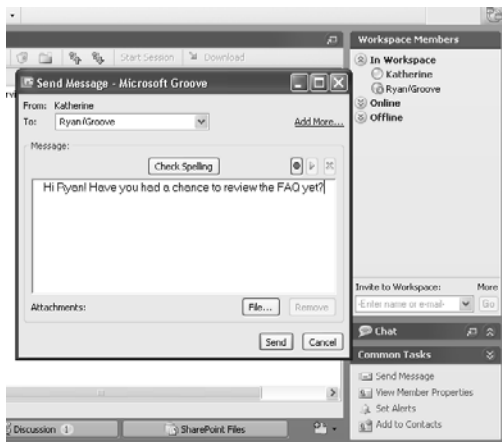 Workspace Members
Start Session Download
In Workspace
Katherine
Ryan/Groove
Online
Offline
Send Message - Microsoft Groove
From: Katherine
To: Ryan/Groove
Add More...
Message:
Check Spelling
Hi Ryan! Have you had a chance to review the FAQ yet?
Attachments:
File...
Remove
Send
Cancel
Invite to Workspace: More
-Enter name or e-mail-
Go
Chat
Common Tasks
Send Message
View Member Properties
Set Alerts
Add to Contacts
Discussion 1
SharePoint Files